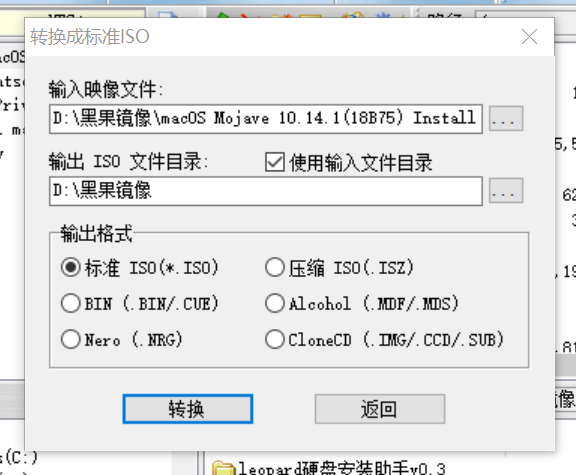 转换成标准ISO
输入映像文件:
D:\黑果镜像\macOS Mojave 10.14.1(18B75) Install
...
输出 ISO 文件目录:
使用输入文件目录
D:\黑果镜像
...
输出格式
标准 ISO(*.ISO)
压缩 ISO(.ISZ)
BIN (.BIN/.CUE)
Alcohol (.MDF/.MDS)
Nero (.NRG)
CloneCD (.IMG/.CCD/.SUB)
转换
返回
(C:)
leopard硬盘安装助手v0.3